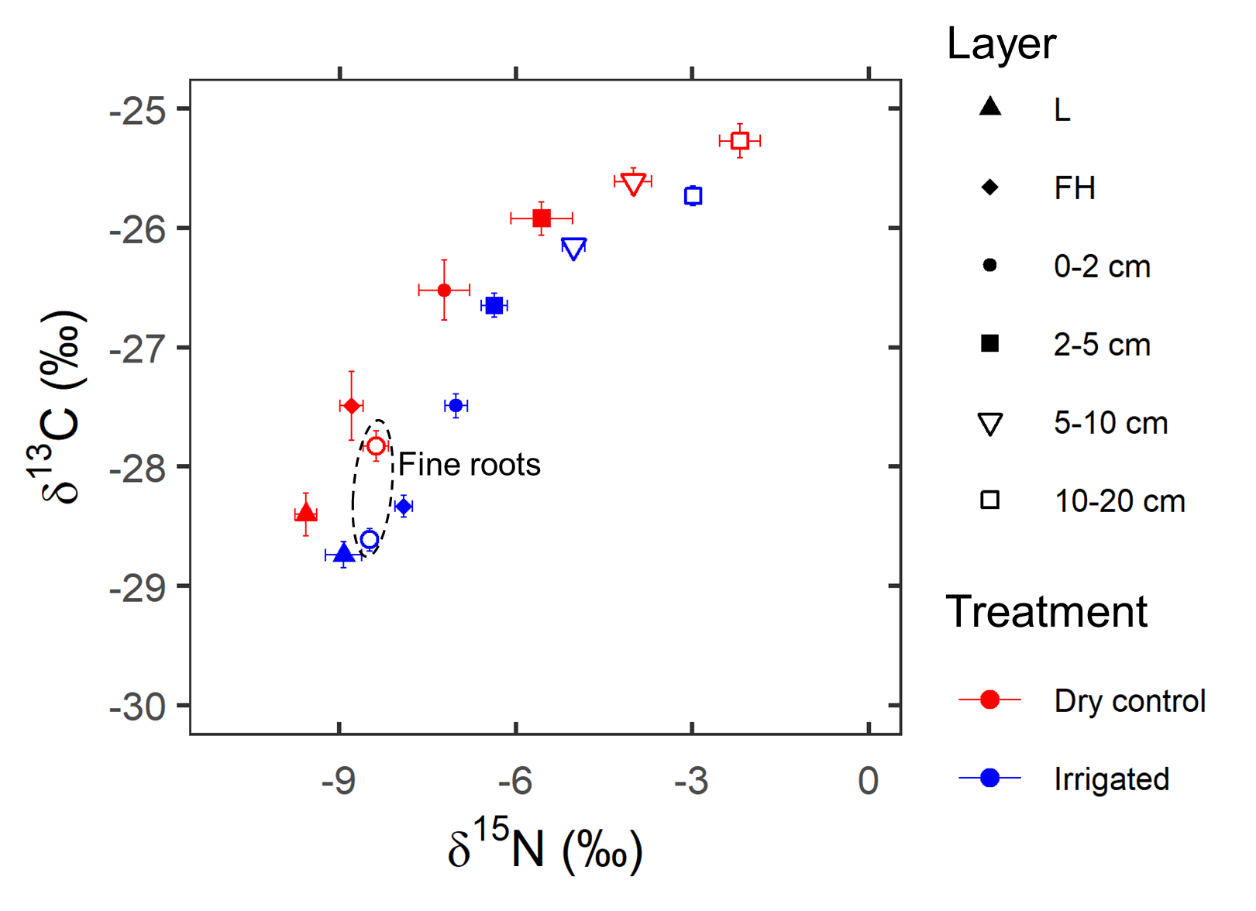 Layer
L
FH
0-2 cm
2-5 cm
5-10 cm
10-20 cm
Treatment
Dry control
Irrigated
-25
-26
-27
-28
-29
-30
δ¹³C (‰)
Fine roots
-9 -6 -3 0
δ¹⁵N (‰)